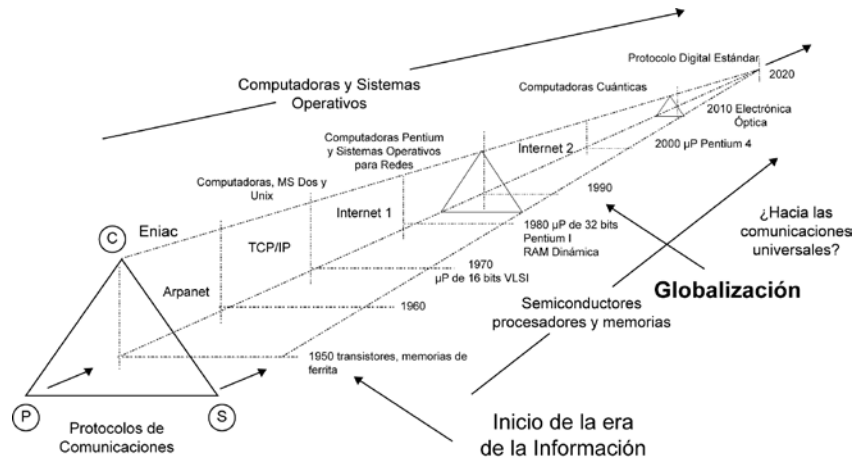 Protocolo Digital Estándar
2020
Computadoras y Sistemas
Operativos
Computadoras Cuánticas
2010 Electrónica
Óptica
Computadoras Pentium
y Sistemas Operativos
para Redes
Internet 2
2000 µP Pentium 4
Computadoras, MS Dos y
Unix
Internet 1
1990
¿Hacia las
comunicaciones
universales?
C
Eniac
TCP/IP
1980 µP de 32 bits
Pentium I
RAM Dinámica
1970
µP de 16 bits VLSI
Globalización
Arpanet
1960
Semiconductores
procesadores y memorias
1950 transistores, memorias de
ferrita
P
S
Protocolos de
Comunicaciones
Inicio de la era
de la Información